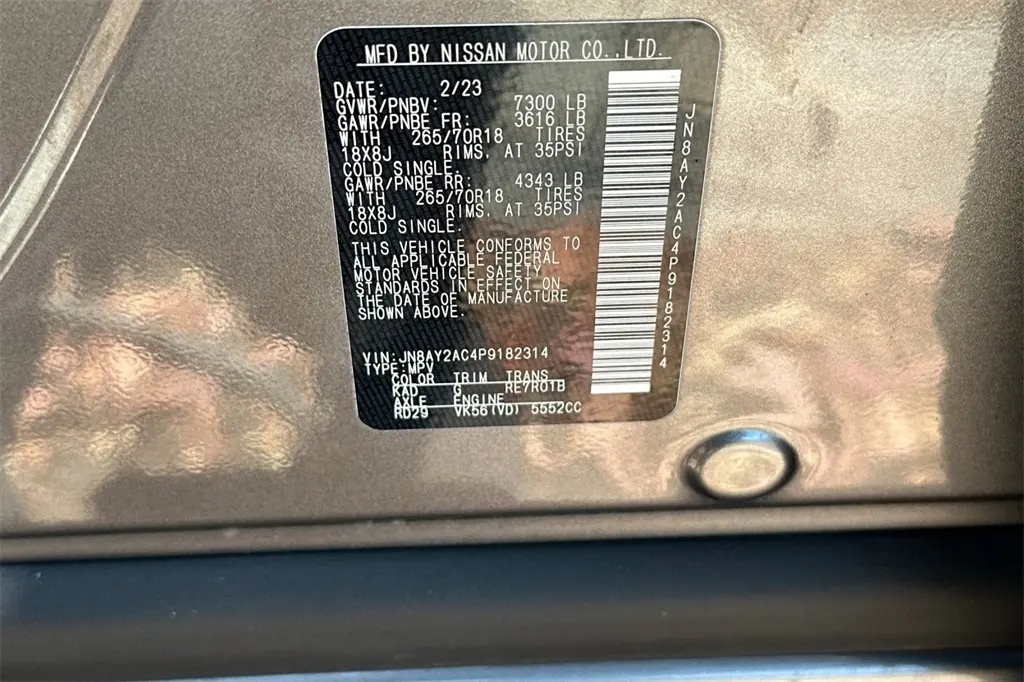 MFD BY NISSAN MOTOR CO.,LTD.
DATE: 2/23
GVWR/PNBV: 7300 LB
GAWR/PNBE FR: 3616 LB
WITH 265/70R18 TIRES
18X8J RIMS, AT 35PSI
COLD SINGLE.
GAWR/PNBE RR: 4343 LB
WITH 265/70R18 TIRES
18X8J RIMS, AT 35PSI
COLD SINGLE.
THIS VEHICLE CONFORMS TO
ALL APPLICABLE FEDERAL
MOTOR VEHICLE SAFETY
STANDARDS IN EFFECT ON
THE DATE OF MANUFACTURE
SHOWN ABOVE.
VIN:JN8AY2AC4P9182314
TYPE:MPV
COLOR TRIM TRANS
KAD G RE7R01B
AXLE ENGINE
RD29 VK56(VD) 5552CC
JN8AY2AC4P9182314